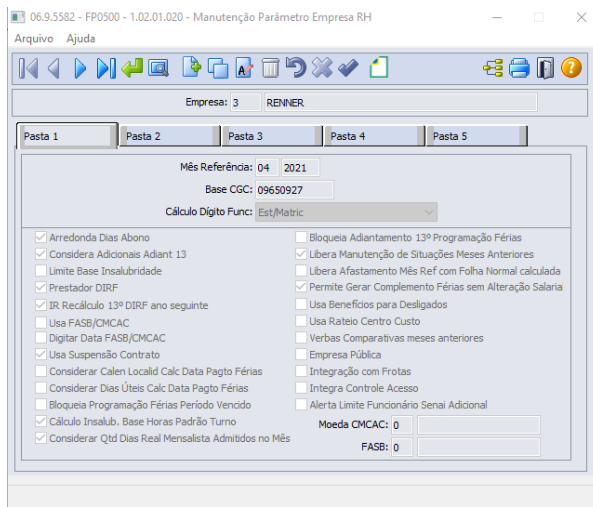 06.9.5582 - FP0500 - 1.02.01.020 - Manutenção Parâmetro Empresa RH
Arquivo Ajuda
Empresa: 3 RENNER
Pasta 1 Pasta 2 Pasta 3 Pasta 4 Pasta 5
Mês Referência: 04 2021
Base CGC: 09650927
Cálculo Dígito Func: Est/Matric
Arredonda Dias Abono
Considera Adicionais Adiant 13
Limite Base Insalubridade
Prestador DIRF
IR Recálculo 13º DIRF ano seguinte
Usa FASB/CMCAC
Digitar Data FASB/CMCAC
Usa Suspensão Contrato
Considerar Calen Localid Calc Data Pagto Férias
Considerar Dias Úteis Calc Data Pagto Férias
Bloqueia Programação Férias Período Vencido
Cálculo Insalub. Base Horas Padrão Turno
Considerar Qtd Dias Real Mensalista Admitidos no Mês
Bloqueia Adiantamento 13º Programação Férias
Libera Manutenção de Situações Meses Anteriores
Libera Afastamento Mês Ref com Folha Normal calculada
Permite Gerar Complemento Férias sem Alteração Salaria
Usa Benefícios para Desligados
Usa Rateio Centro Custo
Verbas Comparativas meses anteriores
Empresa Pública
Integração com Frotas
Integra Controle Acesso
Alerta Limite Funcionário Senai Adicional
Moeda CMCAC: 0
FASB: 0